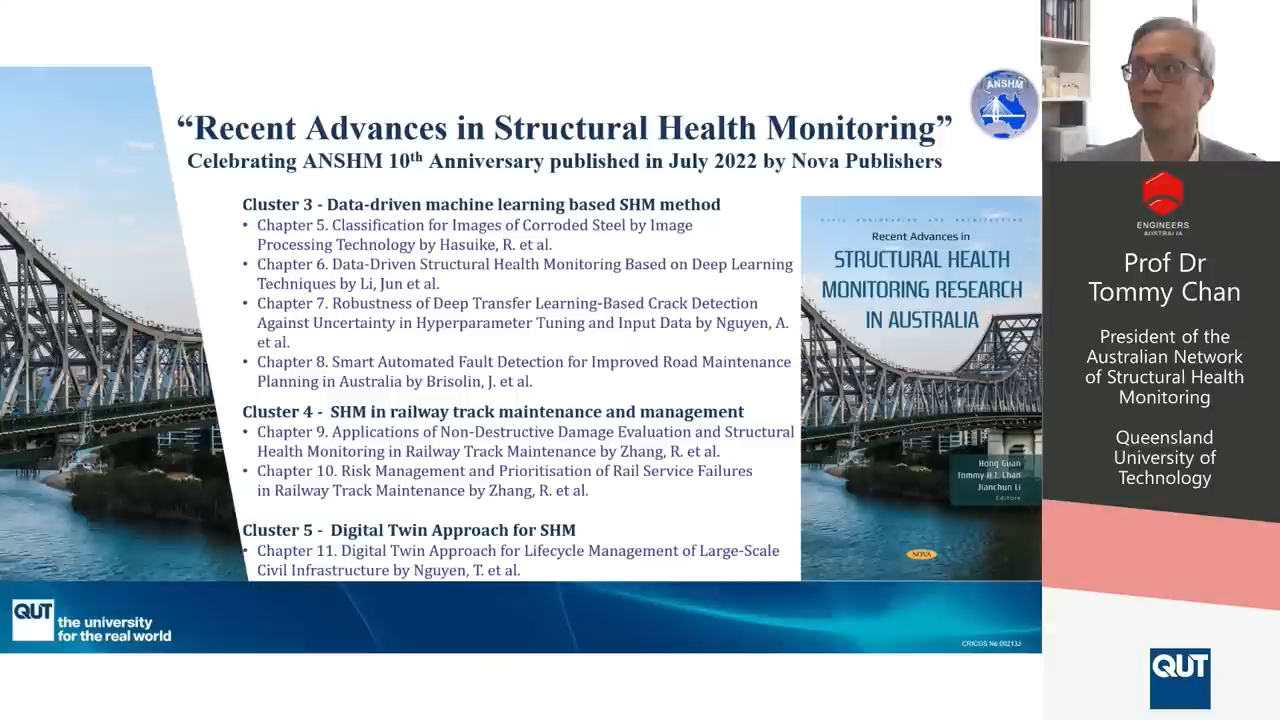 ANSHM
“Recent Advances in Structural Health Monitoring”
Celebrating ANSHM 10th Anniversary published in July 2022 by Nova Publishers
Cluster 3 - Data-driven machine learning based SHM method
• Chapter 5. Classification for Images of Corroded Steel by Image
Processing Technology by Hasuike, R. et al.
• Chapter 6. Data-Driven Structural Health Monitoring Based on Deep Learning
Techniques by Li, Jun et al.
• Chapter 7. Robustness of Deep Transfer Learning-Based Crack Detection
Against Uncertainty in Hyperparameter Tuning and Input Data by Nguyen, A.
et al.
• Chapter 8. Smart Automated Fault Detection for Improved Road Maintenance
Planning in Australia by Brisolin, J. et al.
Cluster 4 - SHM in railway track maintenance and management
• Chapter 9. Applications of Non-Destructive Damage Evaluation and Structural
Health Monitoring in Railway Track Maintenance by Zhang, R. et al.
• Chapter 10. Risk Management and Prioritisation of Rail Service Failures
in Railway Track Maintenance by Zhang, R. et al.
Cluster 5 - Digital Twin Approach for SHM
• Chapter 11. Digital Twin Approach for Lifecycle Management of Large-Scale
Civil Infrastructure by Nguyen, T. et al.
CIVIL ENGINEERING AND ARCHITECTURE
Recent Advances in
STRUCTURAL HEALTH
MONITORING RESEARCH
IN AUSTRALIA
Hong Guan
Tommy H.T. Chan
Jianchun Li
Editors
NOVA
QUT
the university
for the real world
CRICOS No.00213J
ENGINEERS
AUSTRALIA
Prof Dr
Tommy Chan
President of the
Australian Network
of Structural Health
Monitoring
Queensland
University of
Technology
QUT